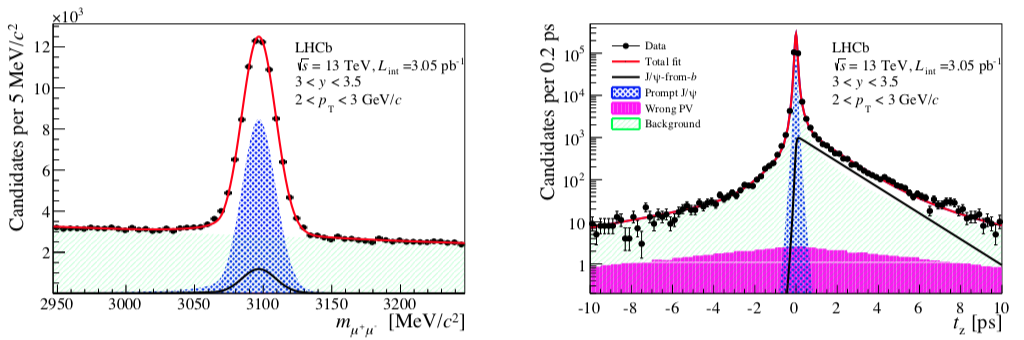 ×10³
Candidates per 5 MeV/c²
12
10
8
6
4
2
LHCb
√s = 13 TeV, L_int =3.05 pb⁻¹
3 < y < 3.5
2 < p_T < 3 GeV/c
2950 3000 3050 3100 3150 3200
m_μ⁺μ⁻ [MeV/c²]
Candidates per 0.2 ps
10⁵
10⁴
10³
10²
10
1
Data
Total fit
J/ψ-from-b
Prompt J/ψ
Wrong PV
Background
LHCb
√s = 13 TeV, L_int =3.05 pb⁻¹
3 < y < 3.5
2 < p_T < 3 GeV/c
-10 -8 -6 -4 -2 0 2 4 6 8 10
t_z [ps]